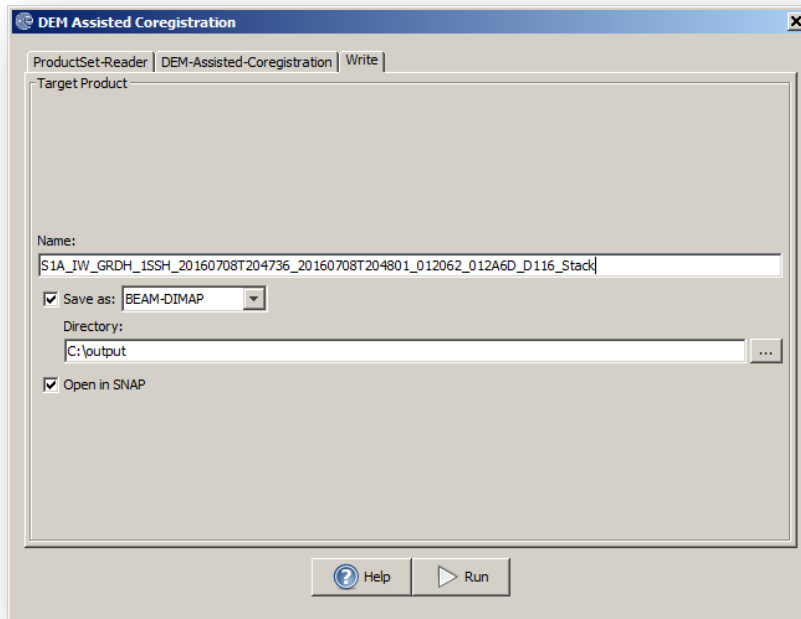 DEM Assisted Coregistration
ProductSet-Reader DEM-Assisted-Coregistration Write
Target Product
Name:
S1A_IW_GRDH_1SSH_20160708T204736_20160708T204801_012062_012A6D_D116_Stack
Save as: BEAM-DIMAP
Directory:
C:\output
...
Open in SNAP
Help Run